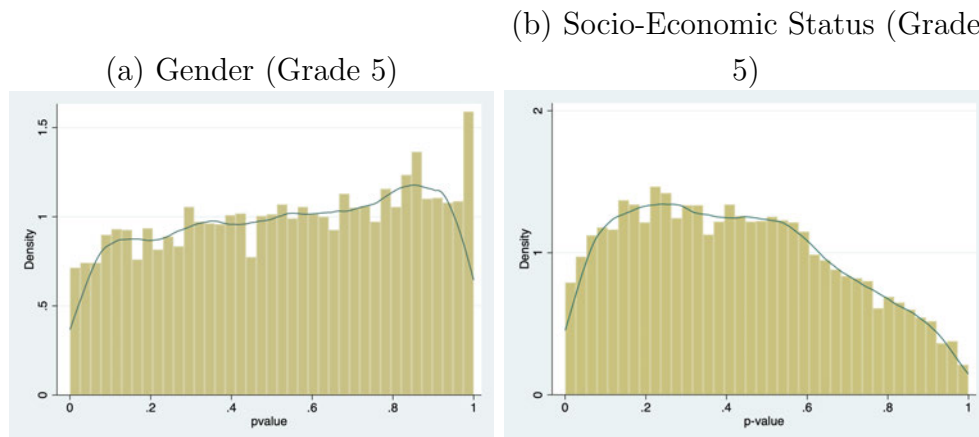 (a) Gender (Grade 5)
1.5
1
.5
0
Density
0 .2 .4 .6 .8 1
pvalue
(b) Socio-Economic Status (Grade
5)
2
1
0
Density
0 .2 .4 .6 .8 1
p-value